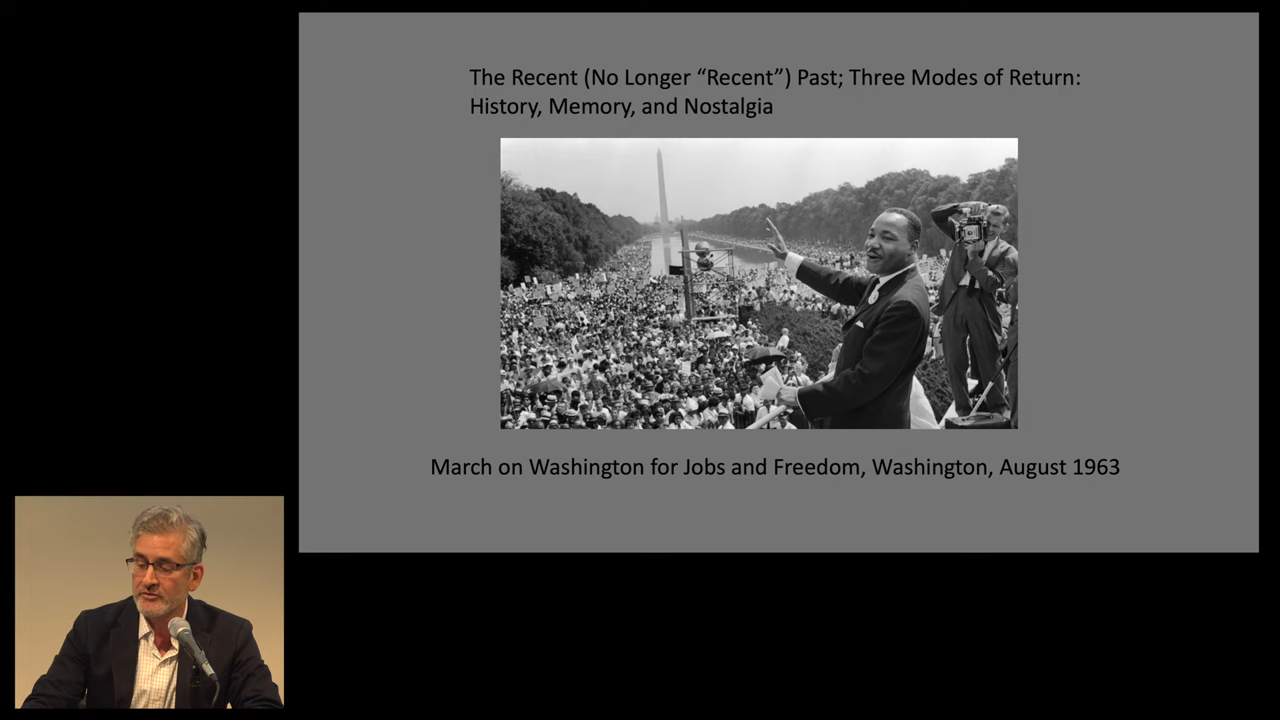 The Recent (No Longer “Recent”) Past; Three Modes of Return:
History, Memory, and Nostalgia
March on Washington for Jobs and Freedom, Washington, August 1963